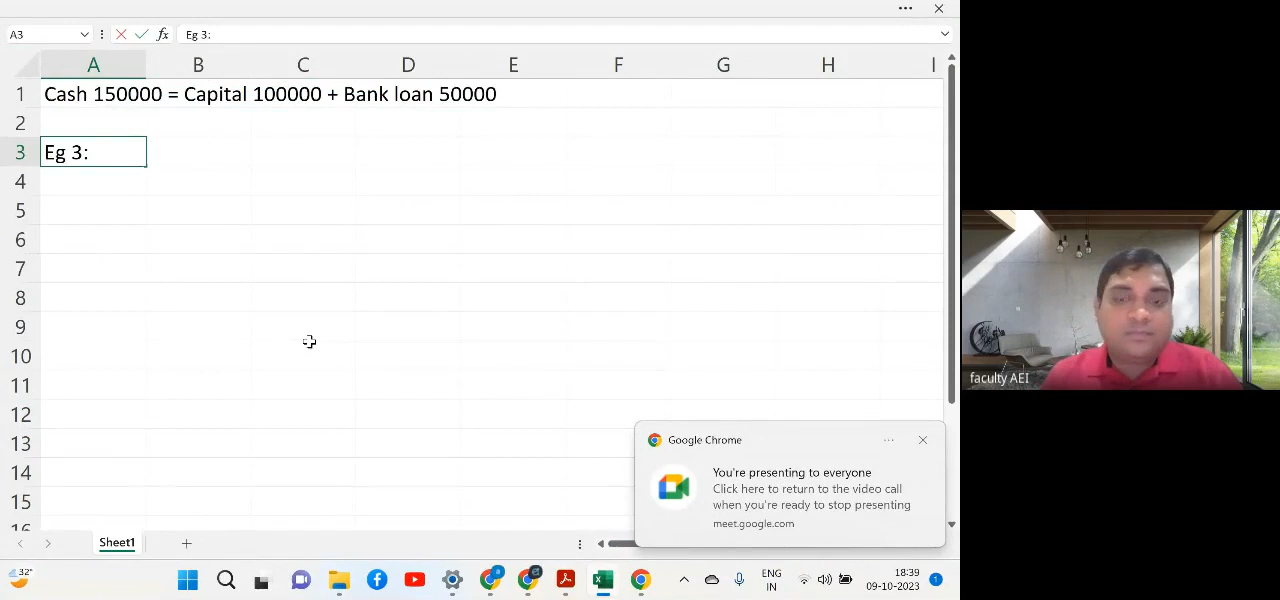 A3
fx
Eg 3:
A B C D E F G H I
1 Cash 150000 = Capital 100000 + Bank loan 50000
2
3 Eg 3:
4
5
6
7
8
9
10
11
12
13
14
15
16
faculty AEI
Google Chrome
You're presenting to everyone
Click here to return to the video call
when you're ready to stop presenting
meet.google.com
Sheet1
32°
ENG
IN
18:39
09-10-2023
1